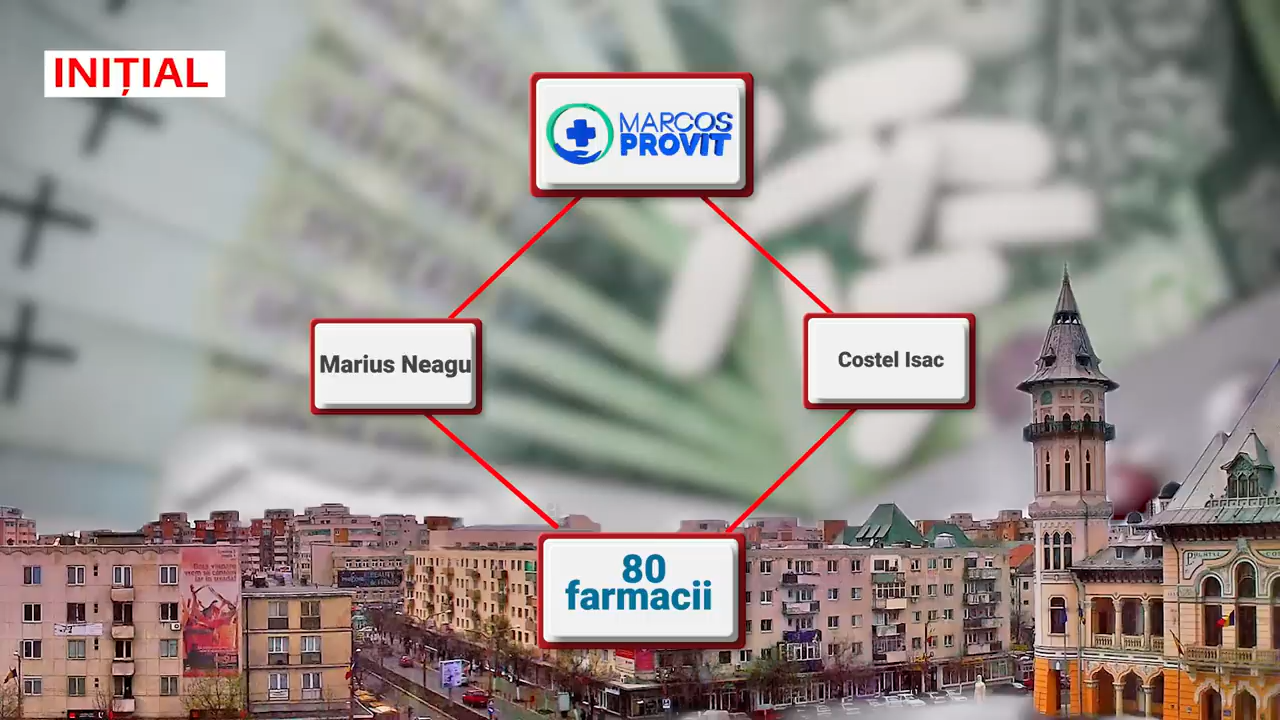 INIȚIAL
MARCOS
PROVIT
Marius Neagu
Costel Isac
80
farmacii